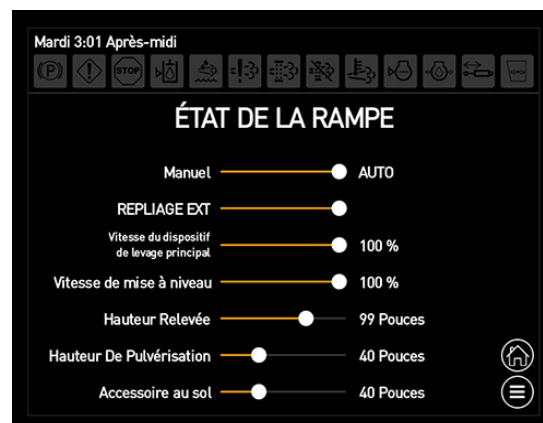 Mardi 3:01 Après-midi
(P) STOP
ÉTAT DE LA RAMPE
Manuel AUTO
REPLIAGE EXT
Vitesse du dispositif
de levage principal 100 %
Vitesse de mise à niveau 100 %
Hauteur Relevée 99 Pouces
Hauteur De Pulvérisation 40 Pouces
Accessoire au sol 40 Pouces